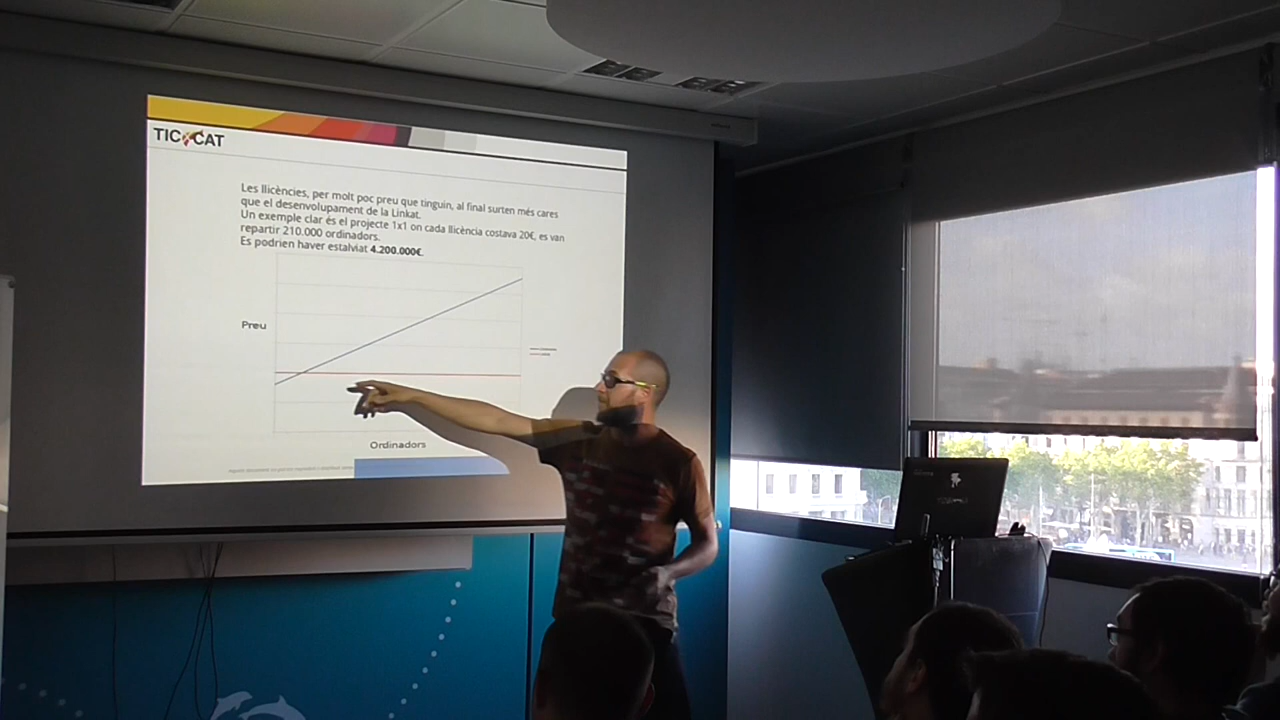 TIC CAT
Les llicències, per molt poc preu que tinguin, al final surten més cares
que el desenvolupament de la Linkat.
Un exemple clar és el projecte 1x1 on cada llicència costava 20€, es van
repartir 210.000 ordinadors.
Es podrien haver estalviat 4.200.000€.
Preu
Ordinadors